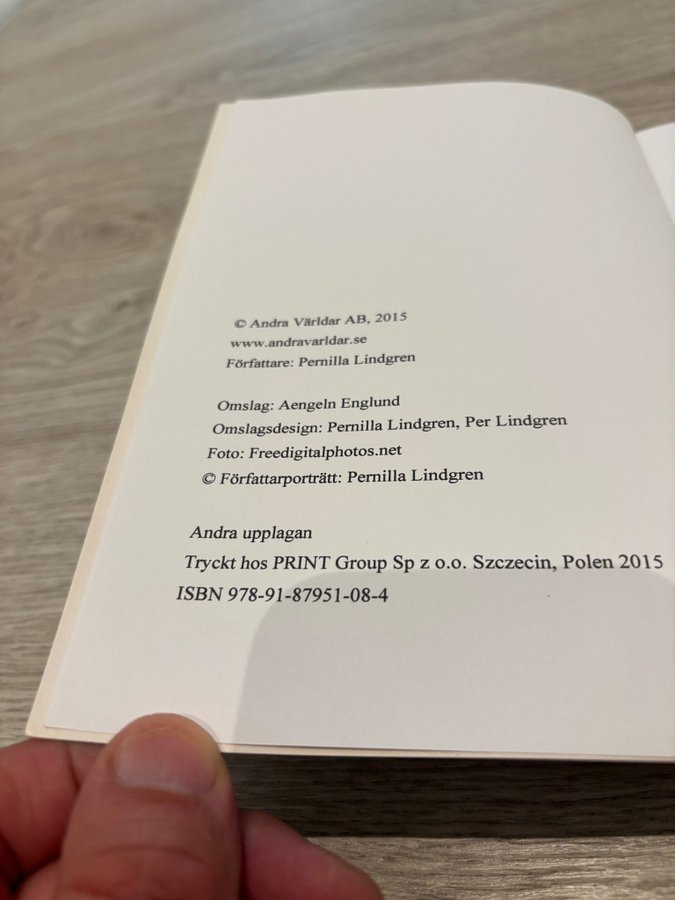 © Andra Världar AB, 2015
www.andravarldar.se
Författare: Pernilla Lindgren
Omslag: Aengeln Englund
Omslagsdesign: Pernilla Lindgren, Per Lindgren
Foto: Freedigitalphotos.net
© Författarporträtt: Pernilla Lindgren
Andra upplagan
Tryckt hos PRINT Group Sp z o.o. Szczecin, Polen 2015
ISBN 978-91-87951-08-4